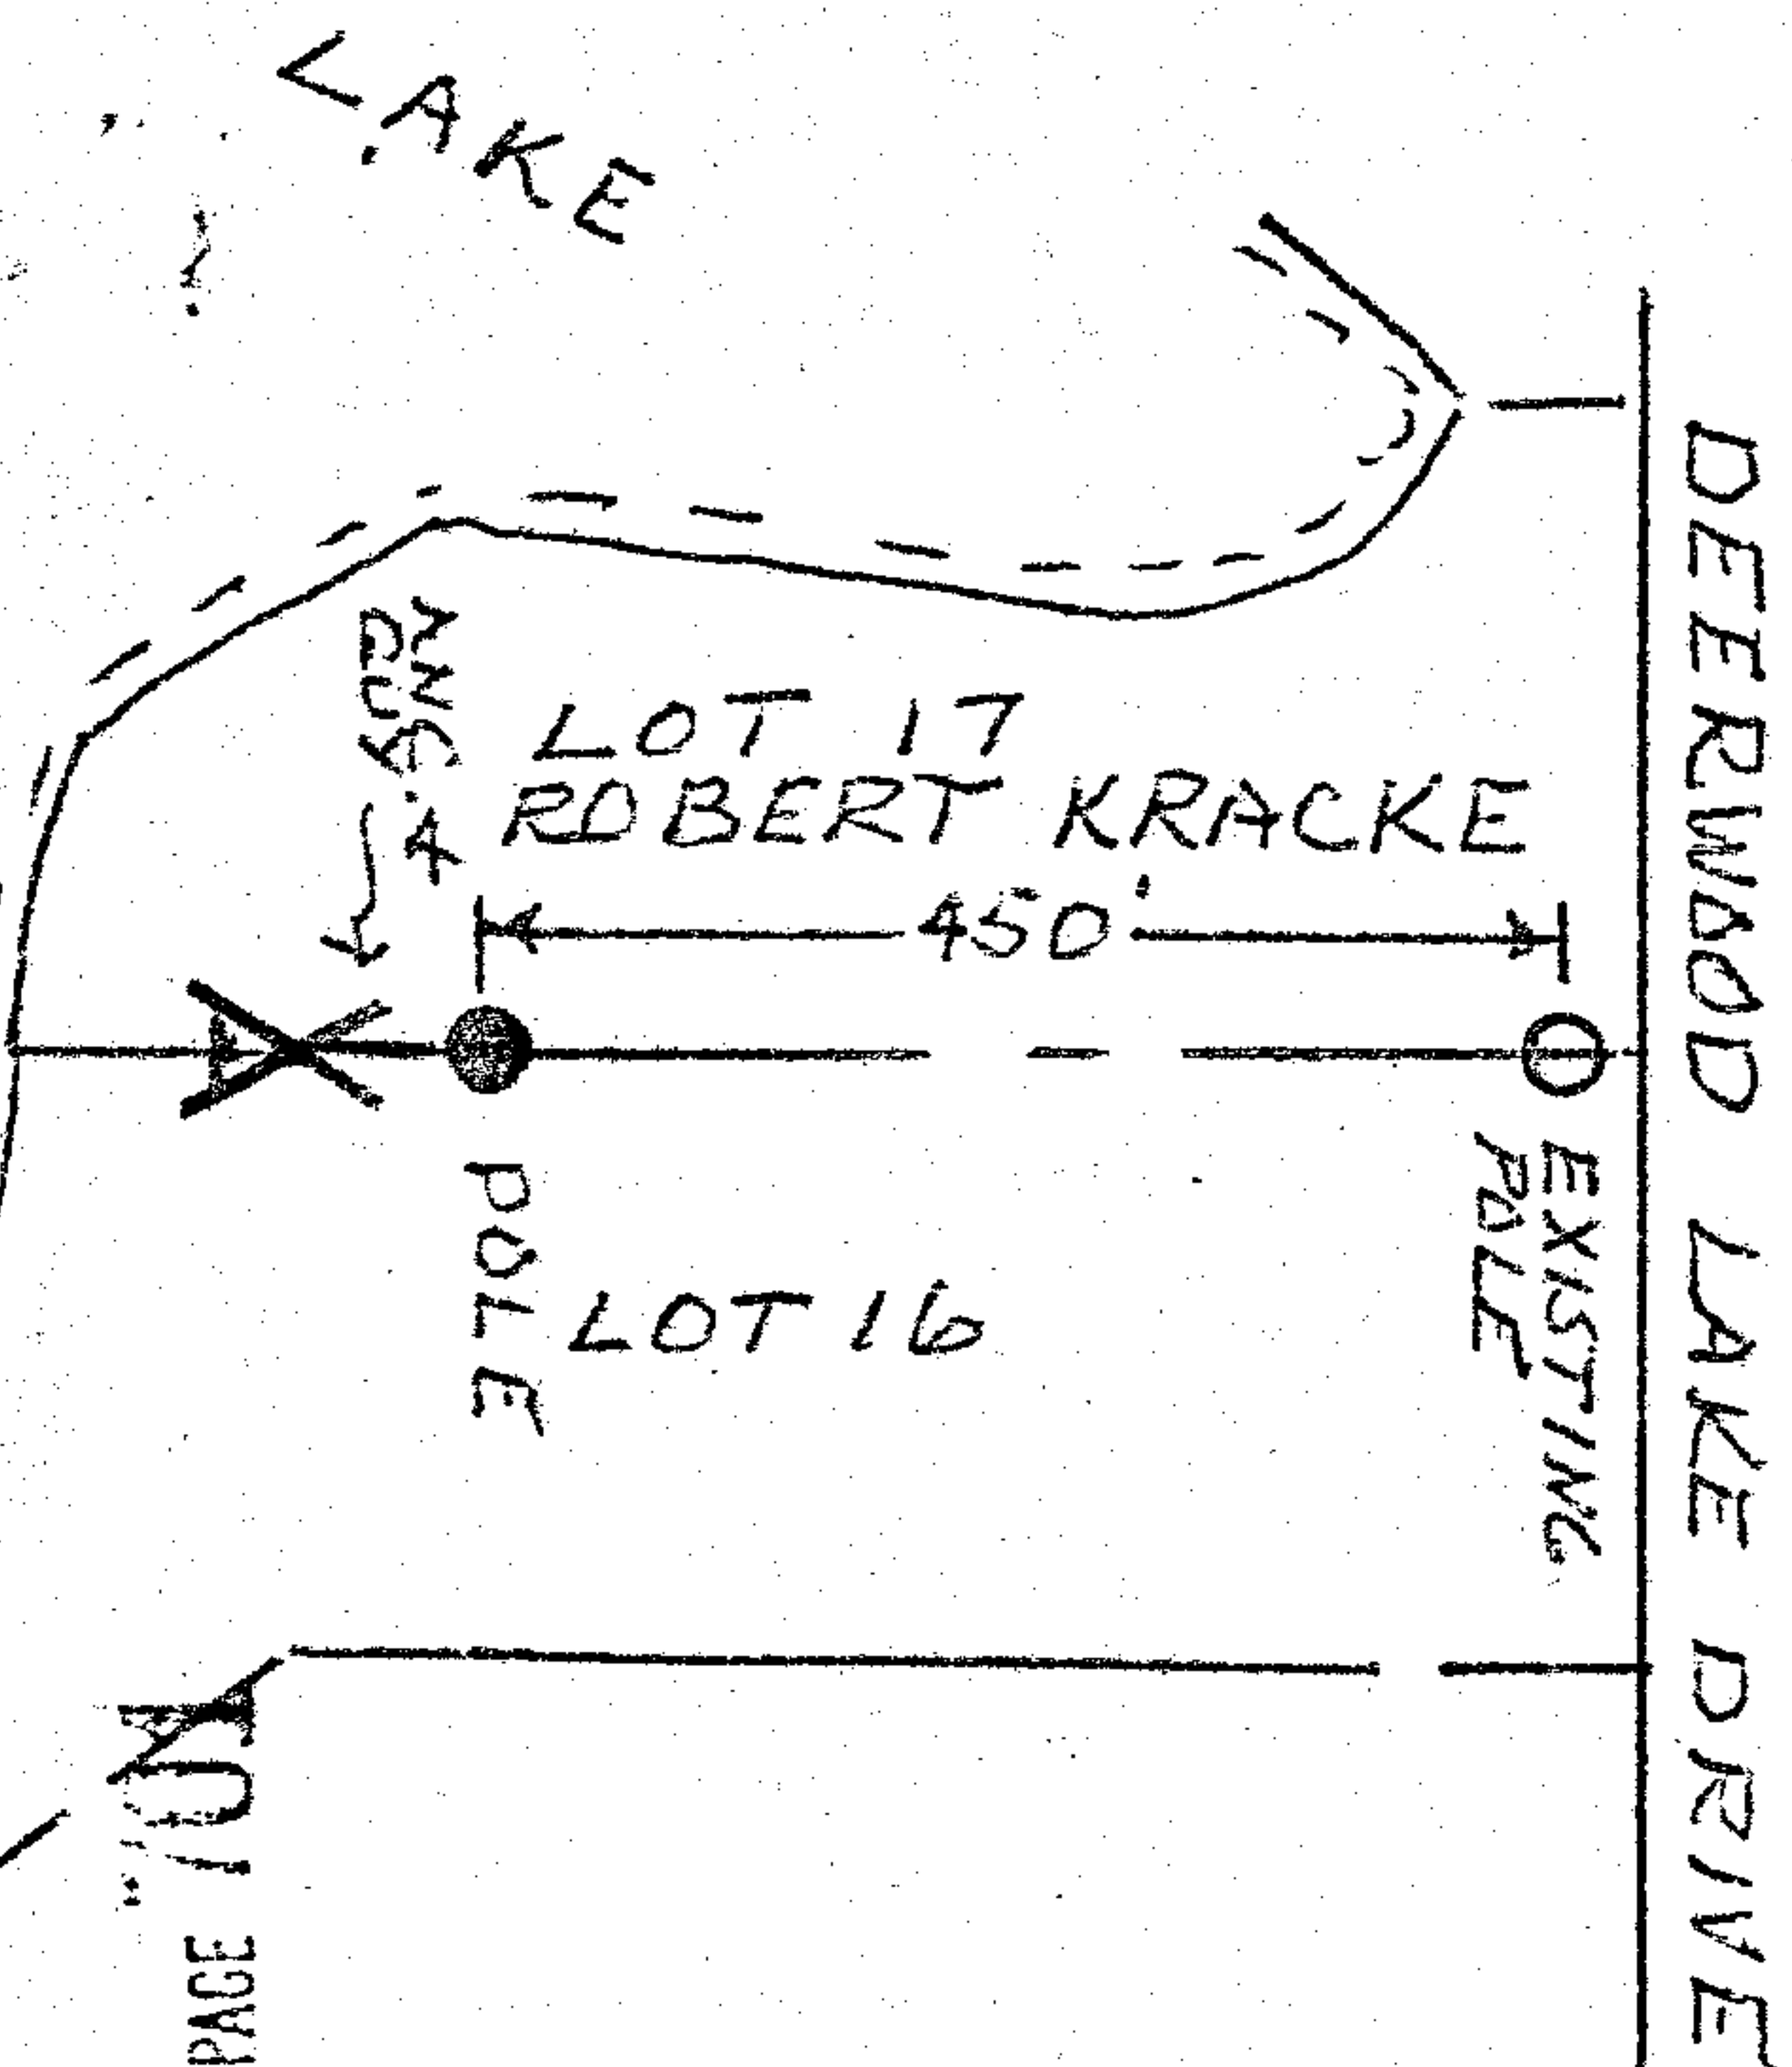 LAKE
DEERWOOD LAKE DRIVE
LOT 17
ROBERT KRACKE
450'
POLE
EXISTING
POLE
LOT 16
PAGE